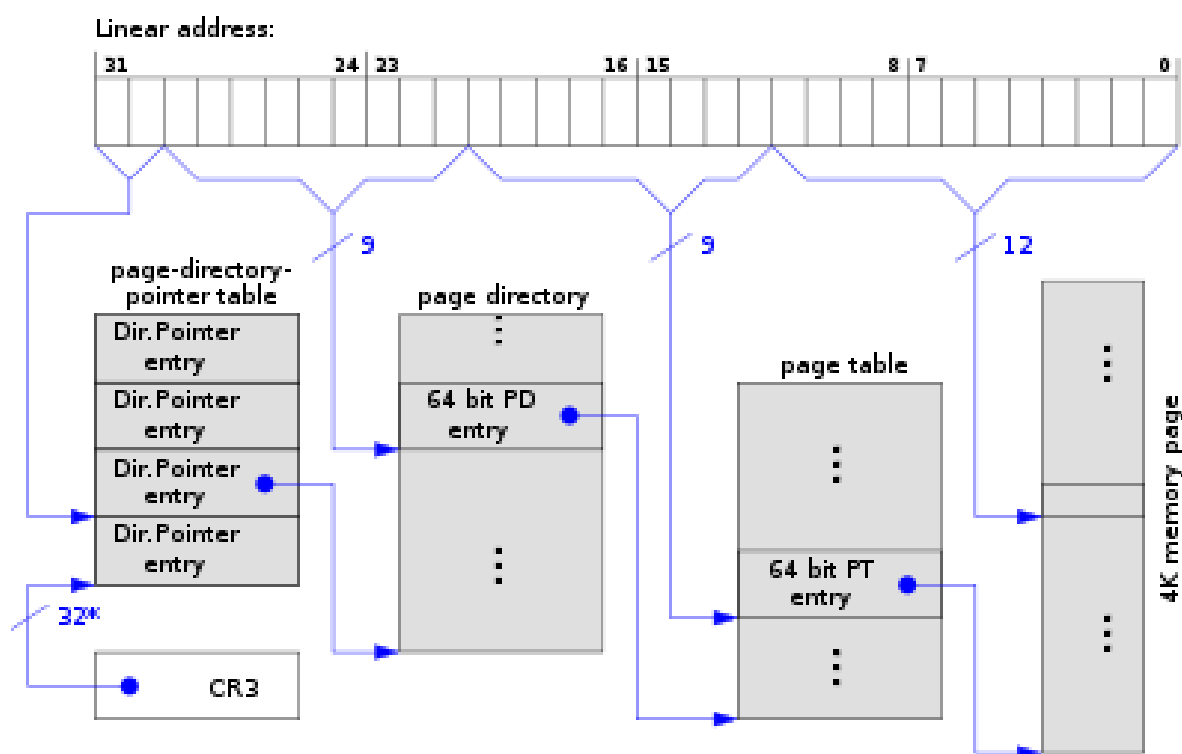 Linear address:
31 24 23 16 15 8 7 0
9 9 12
page-directory-
pointer table
page directory
page table
Dir.Pointer
entry
Dir.Pointer
entry
Dir.Pointer
entry
Dir.Pointer
entry
64 bit PD
entry
64 bit PT
entry
4K memory page
32*
CR3